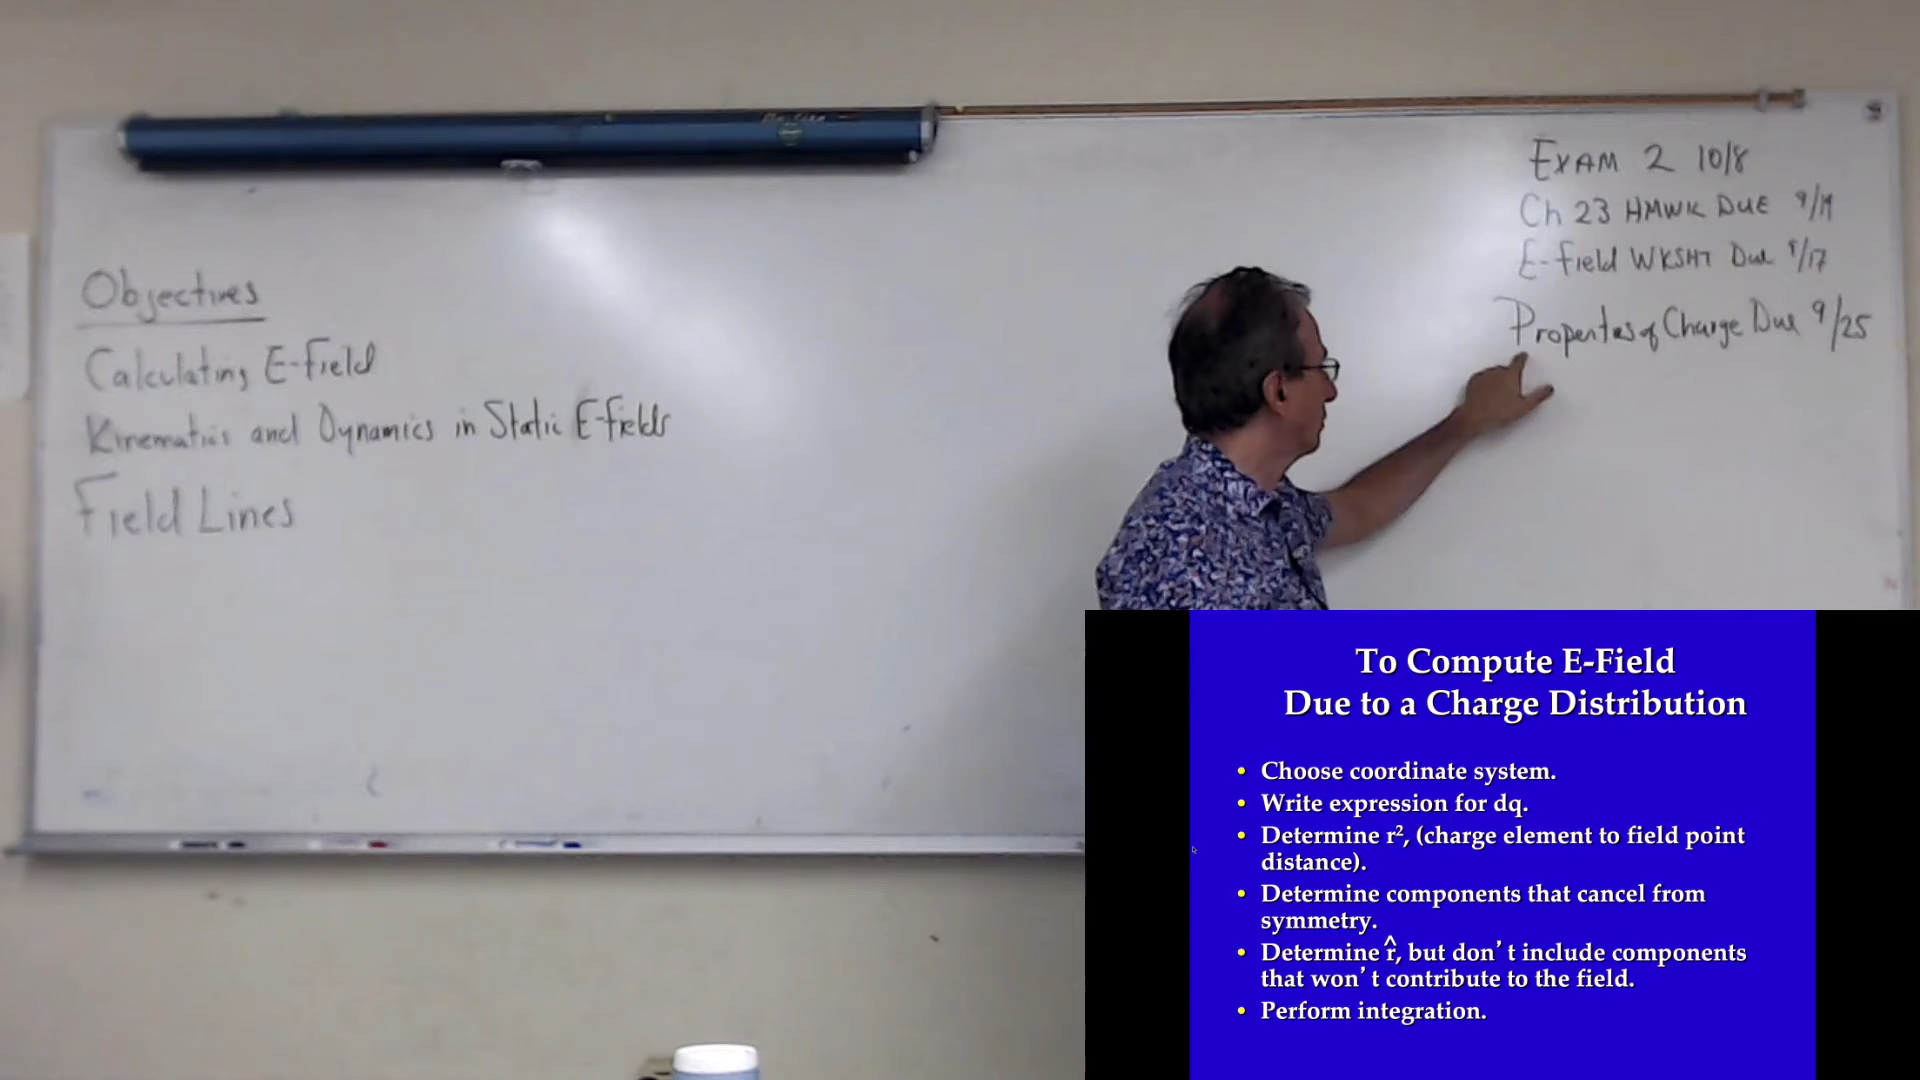 EXAM 2 10/8
Ch 23 HMWK DUE 9/19
E-Field WKSHT Due 9/17
Properties of Charge Due 9/25
Objectives
Calculating E-Field
Kinematics and Dynamics in Static E-fields
Field Lines
To Compute E-Field
Due to a Charge Distribution
• Choose coordinate system.
• Write expression for dq.
• Determine r², (charge element to field point
distance).
• Determine components that cancel from
symmetry.
• Determine r̂, but don't include components
that won't contribute to the field.
• Perform integration.